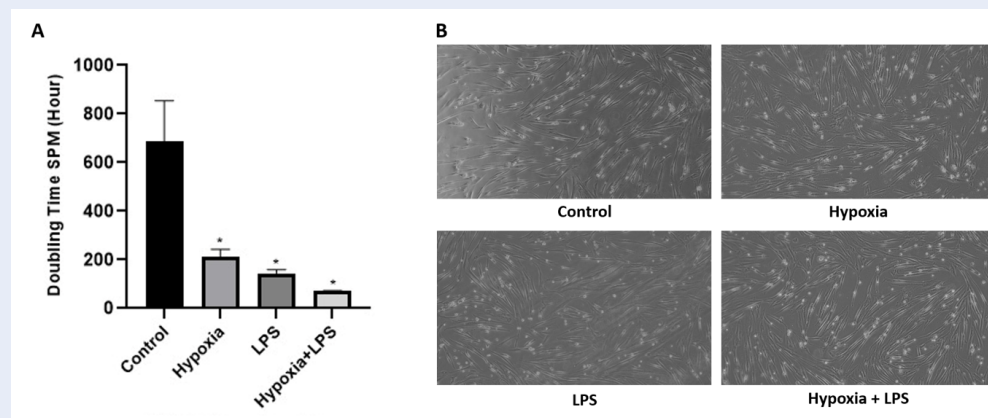 A
Doubling Time SPM (Hour)
1000
800
600
400
200
0
*
*
*
Control
Hypoxia
LPS
Hypoxia+LPS
B
Control
Hypoxia
LPS
Hypoxia + LPS